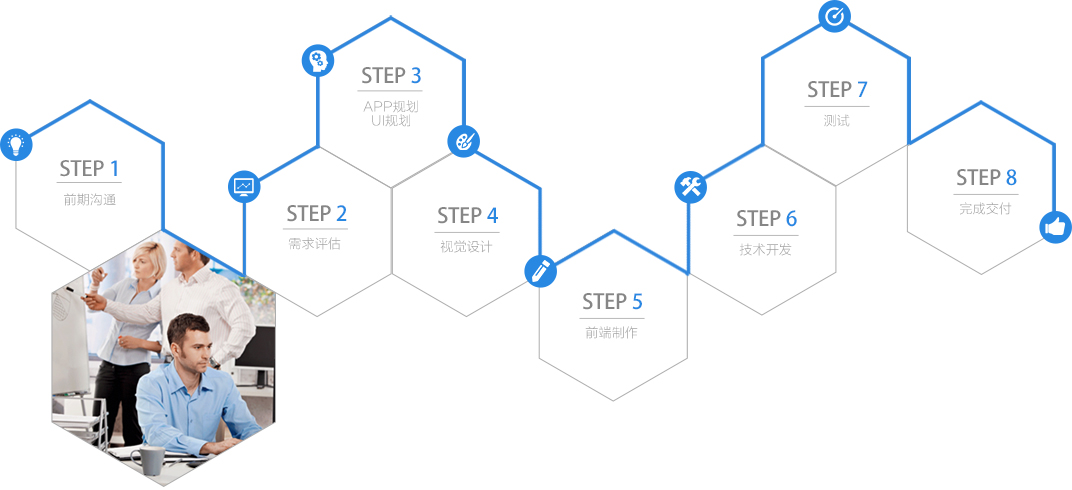 STEP 1
前期沟通
STEP 2
需求评估
STEP 3
APP规划
UI规划
STEP 4
视觉设计
STEP 5
前端制作
STEP 6
技术开发
STEP 7
测试
STEP 8
完成交付